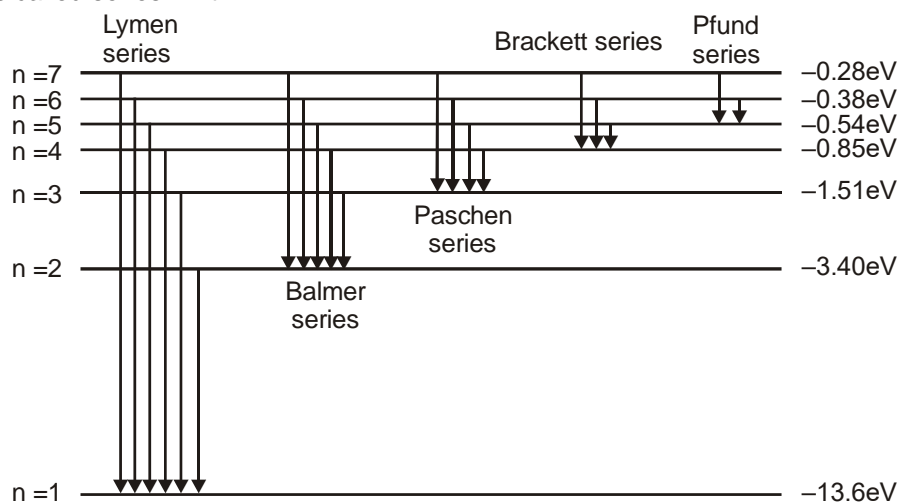 Lymen
series
Brackett series
Pfund
series
n =7
–0.28eV
n =6
–0.38eV
n =5
–0.54eV
n =4
–0.85eV
n =3
–1.51eV
Paschen
series
n =2
–3.40eV
Balmer
series
n =1
–13.6eV